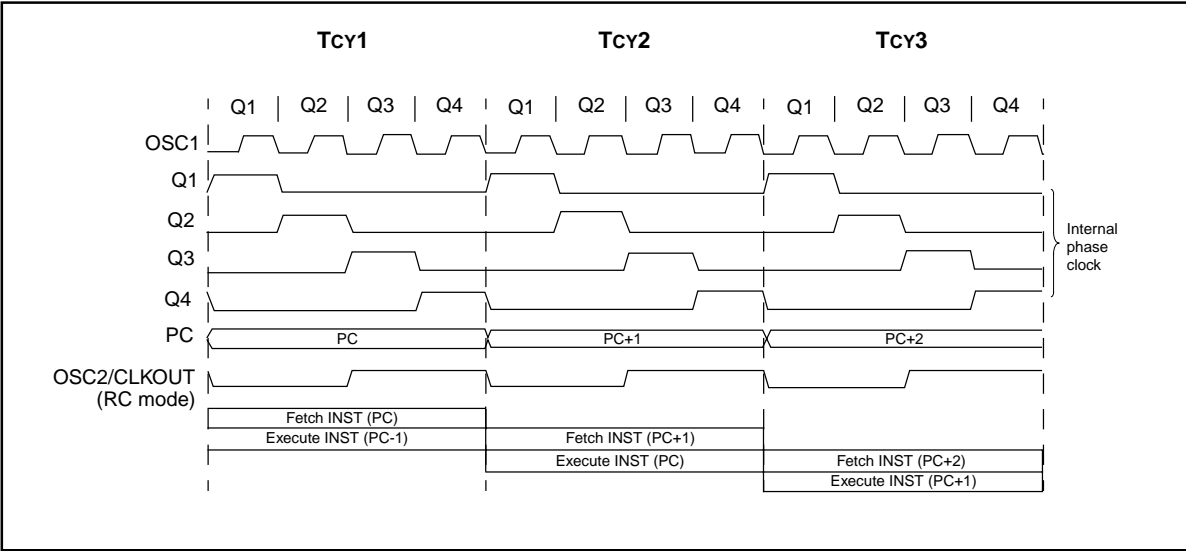 TCY1 TCY2 TCY3
Q1 Q2 Q3 Q4 Q1 Q2 Q3 Q4 Q1 Q2 Q3 Q4
OSC1
Q1
Q2
Q3
Q4
Internal
phase
clock
PC
PC PC+1 PC+2
OSC2/CLKOUT
(RC mode)
Fetch INST (PC)
Execute INST (PC-1) Fetch INST (PC+1)
Execute INST (PC) Fetch INST (PC+2)
Execute INST (PC+1)